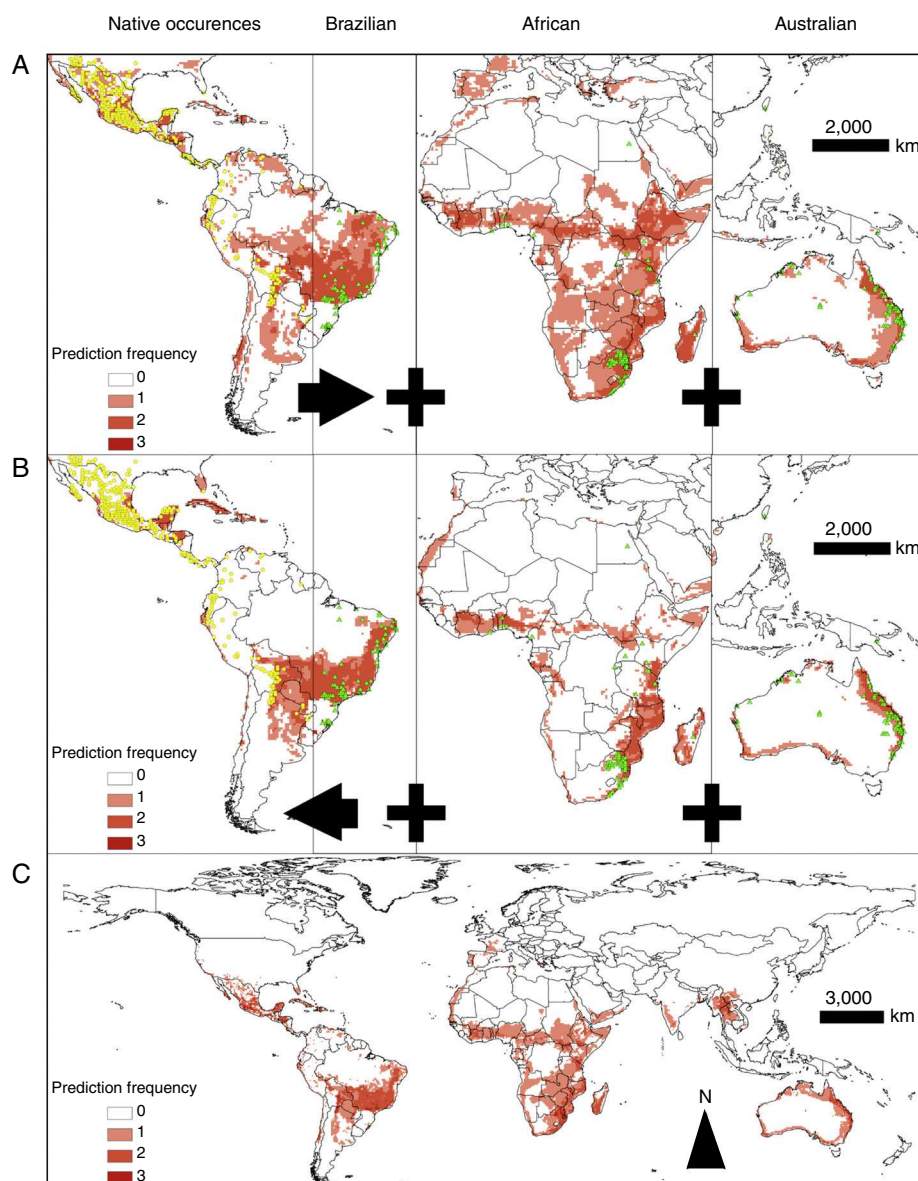 Native occurences Brazilian African Australian
A
2,000
km
Prediction frequency
0
1
2
3
B
2,000
km
Prediction frequency
0
1
2
3
C
3,000
km
Prediction frequency
0
1
2
3
N